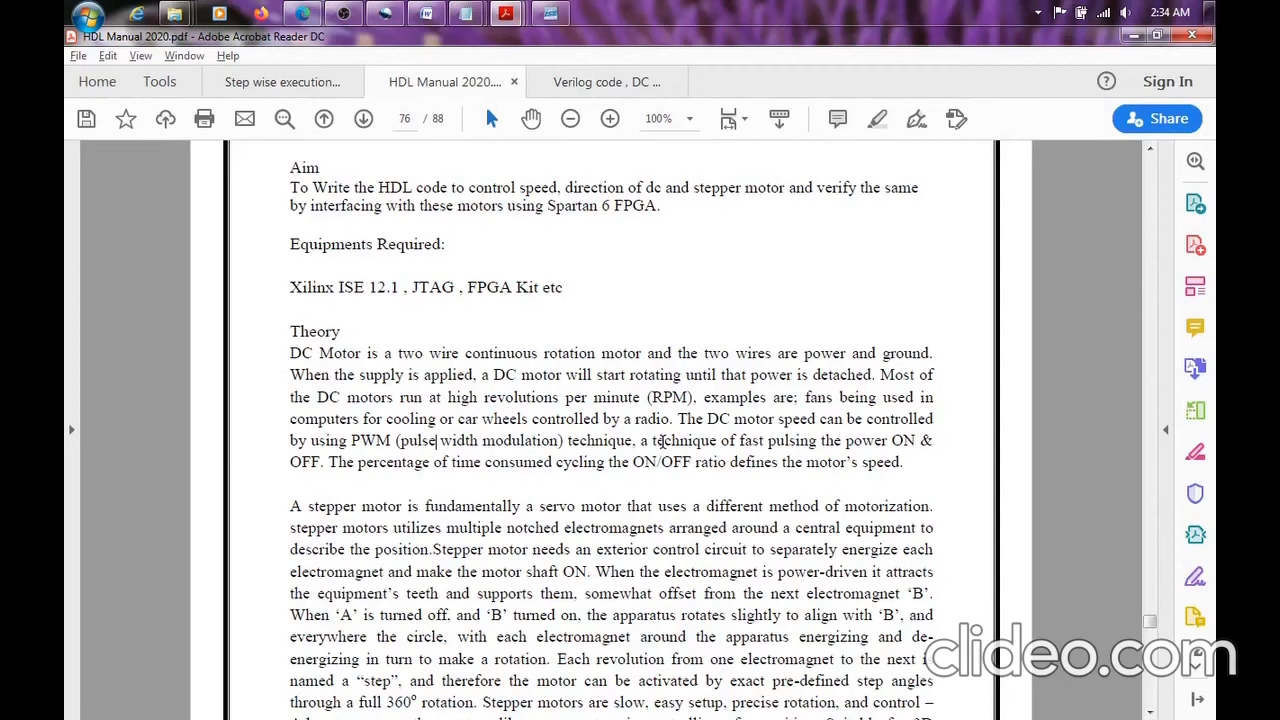 2:34 AM
HDL Manual 2020.pdf - Adobe Acrobat Reader DC
File Edit View Window Help
Home Tools Step wise execution... HDL Manual 2020.... × Verilog code , DC ... Sign In
76 / 88 100% Share
Aim
To Write the HDL code to control speed, direction of dc and stepper motor and verify the same
by interfacing with these motors using Spartan 6 FPGA.
Equipments Required:
Xilinx ISE 12.1 , JTAG , FPGA Kit etc
Theory
DC Motor is a two wire continuous rotation motor and the two wires are power and ground.
When the supply is applied, a DC motor will start rotating until that power is detached. Most of
the DC motors run at high revolutions per minute (RPM), examples are; fans being used in
computers for cooling or car wheels controlled by a radio. The DC motor speed can be controlled
by using PWM (pulse width modulation) technique, a technique of fast pulsing the power ON &
OFF. The percentage of time consumed cycling the ON/OFF ratio defines the motor's speed.
A stepper motor is fundamentally a servo motor that uses a different method of motorization.
stepper motors utilizes multiple notched electromagnets arranged around a central equipment to
describe the position.Stepper motor needs an exterior control circuit to separately energize each
electromagnet and make the motor shaft ON. When the electromagnet is power-driven it attracts
the equipment's teeth and supports them, somewhat offset from the next electromagnet ‘B’.
When ‘A’ is turned off, and ‘B’ turned on, the apparatus rotates slightly to align with ‘B’, and
everywhere the circle, with each electromagnet around the apparatus energizing and de-
energizing in turn to make a rotation. Each revolution from one electromagnet to the next
named a “step”, and therefore the motor can be activated by exact pre-defined step angles
through a full 360° rotation. Stepper motors are slow, easy setup, precise rotation, and control –
clideo.com